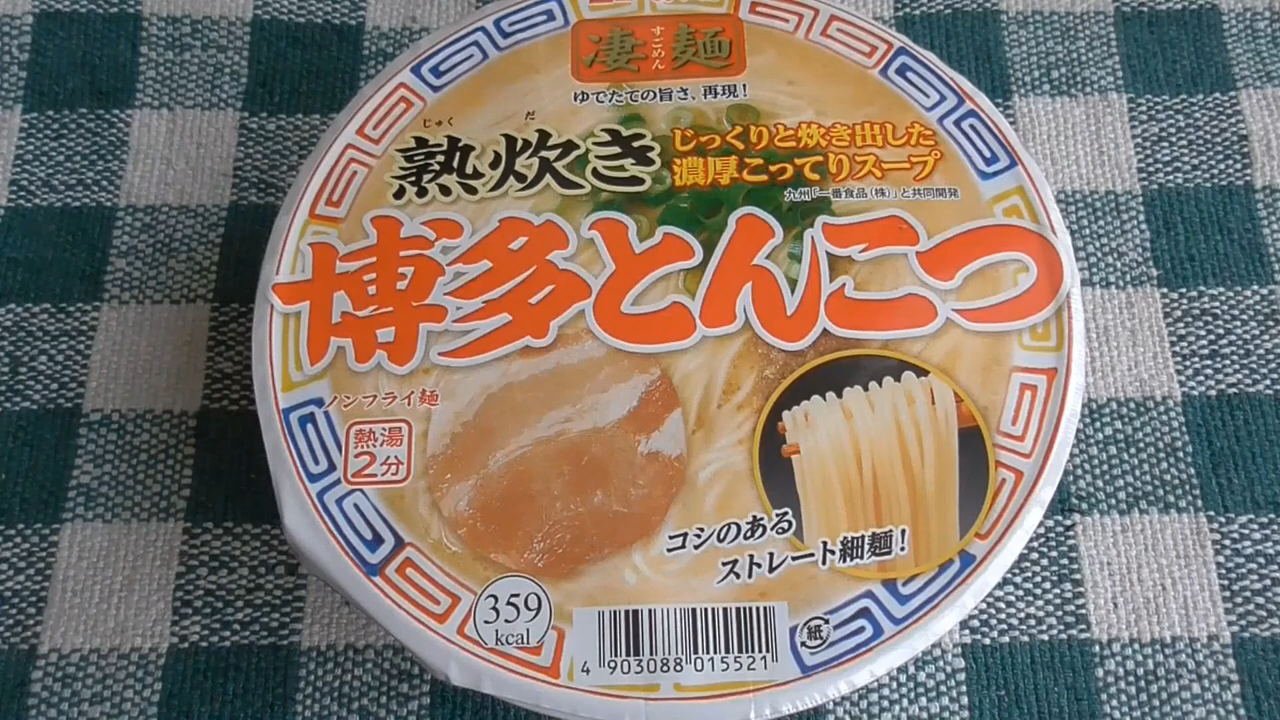 凄麺
すごめん
ゆでたての旨さ、再現!
じゅくだ
熟炊き
じっくりと炊き出した
濃厚こってりスープ
九州「一番食品(株)」と共同開発
博多とんこつ
ノンフライ麺
熱湯
2分
コシのある
ストレート細麺!
359
kcal
4 903088 015521
紙